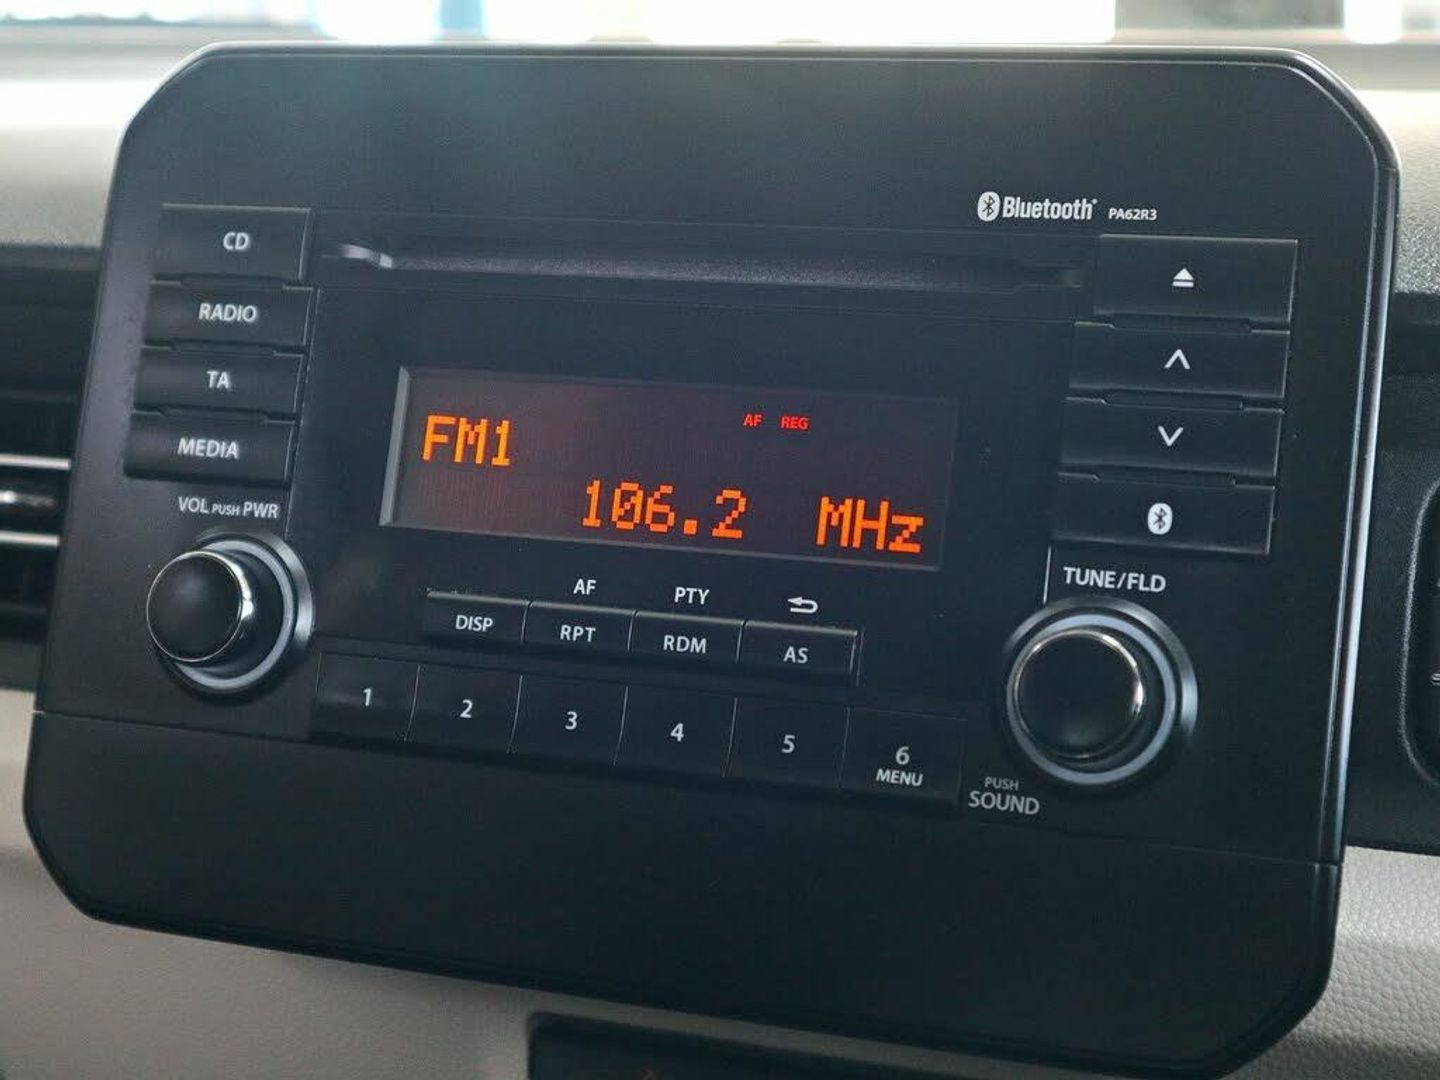 Bluetooth® PA62R3
CD
RADIO
TA
MEDIA
VOL PUSH PWR
AF REG
FM1
106.2 MHz
TUNE/FLD
AF PTY
DISP RPT RDM AS
1 2 3 4 5 6
MENU
PUSH
SOUND